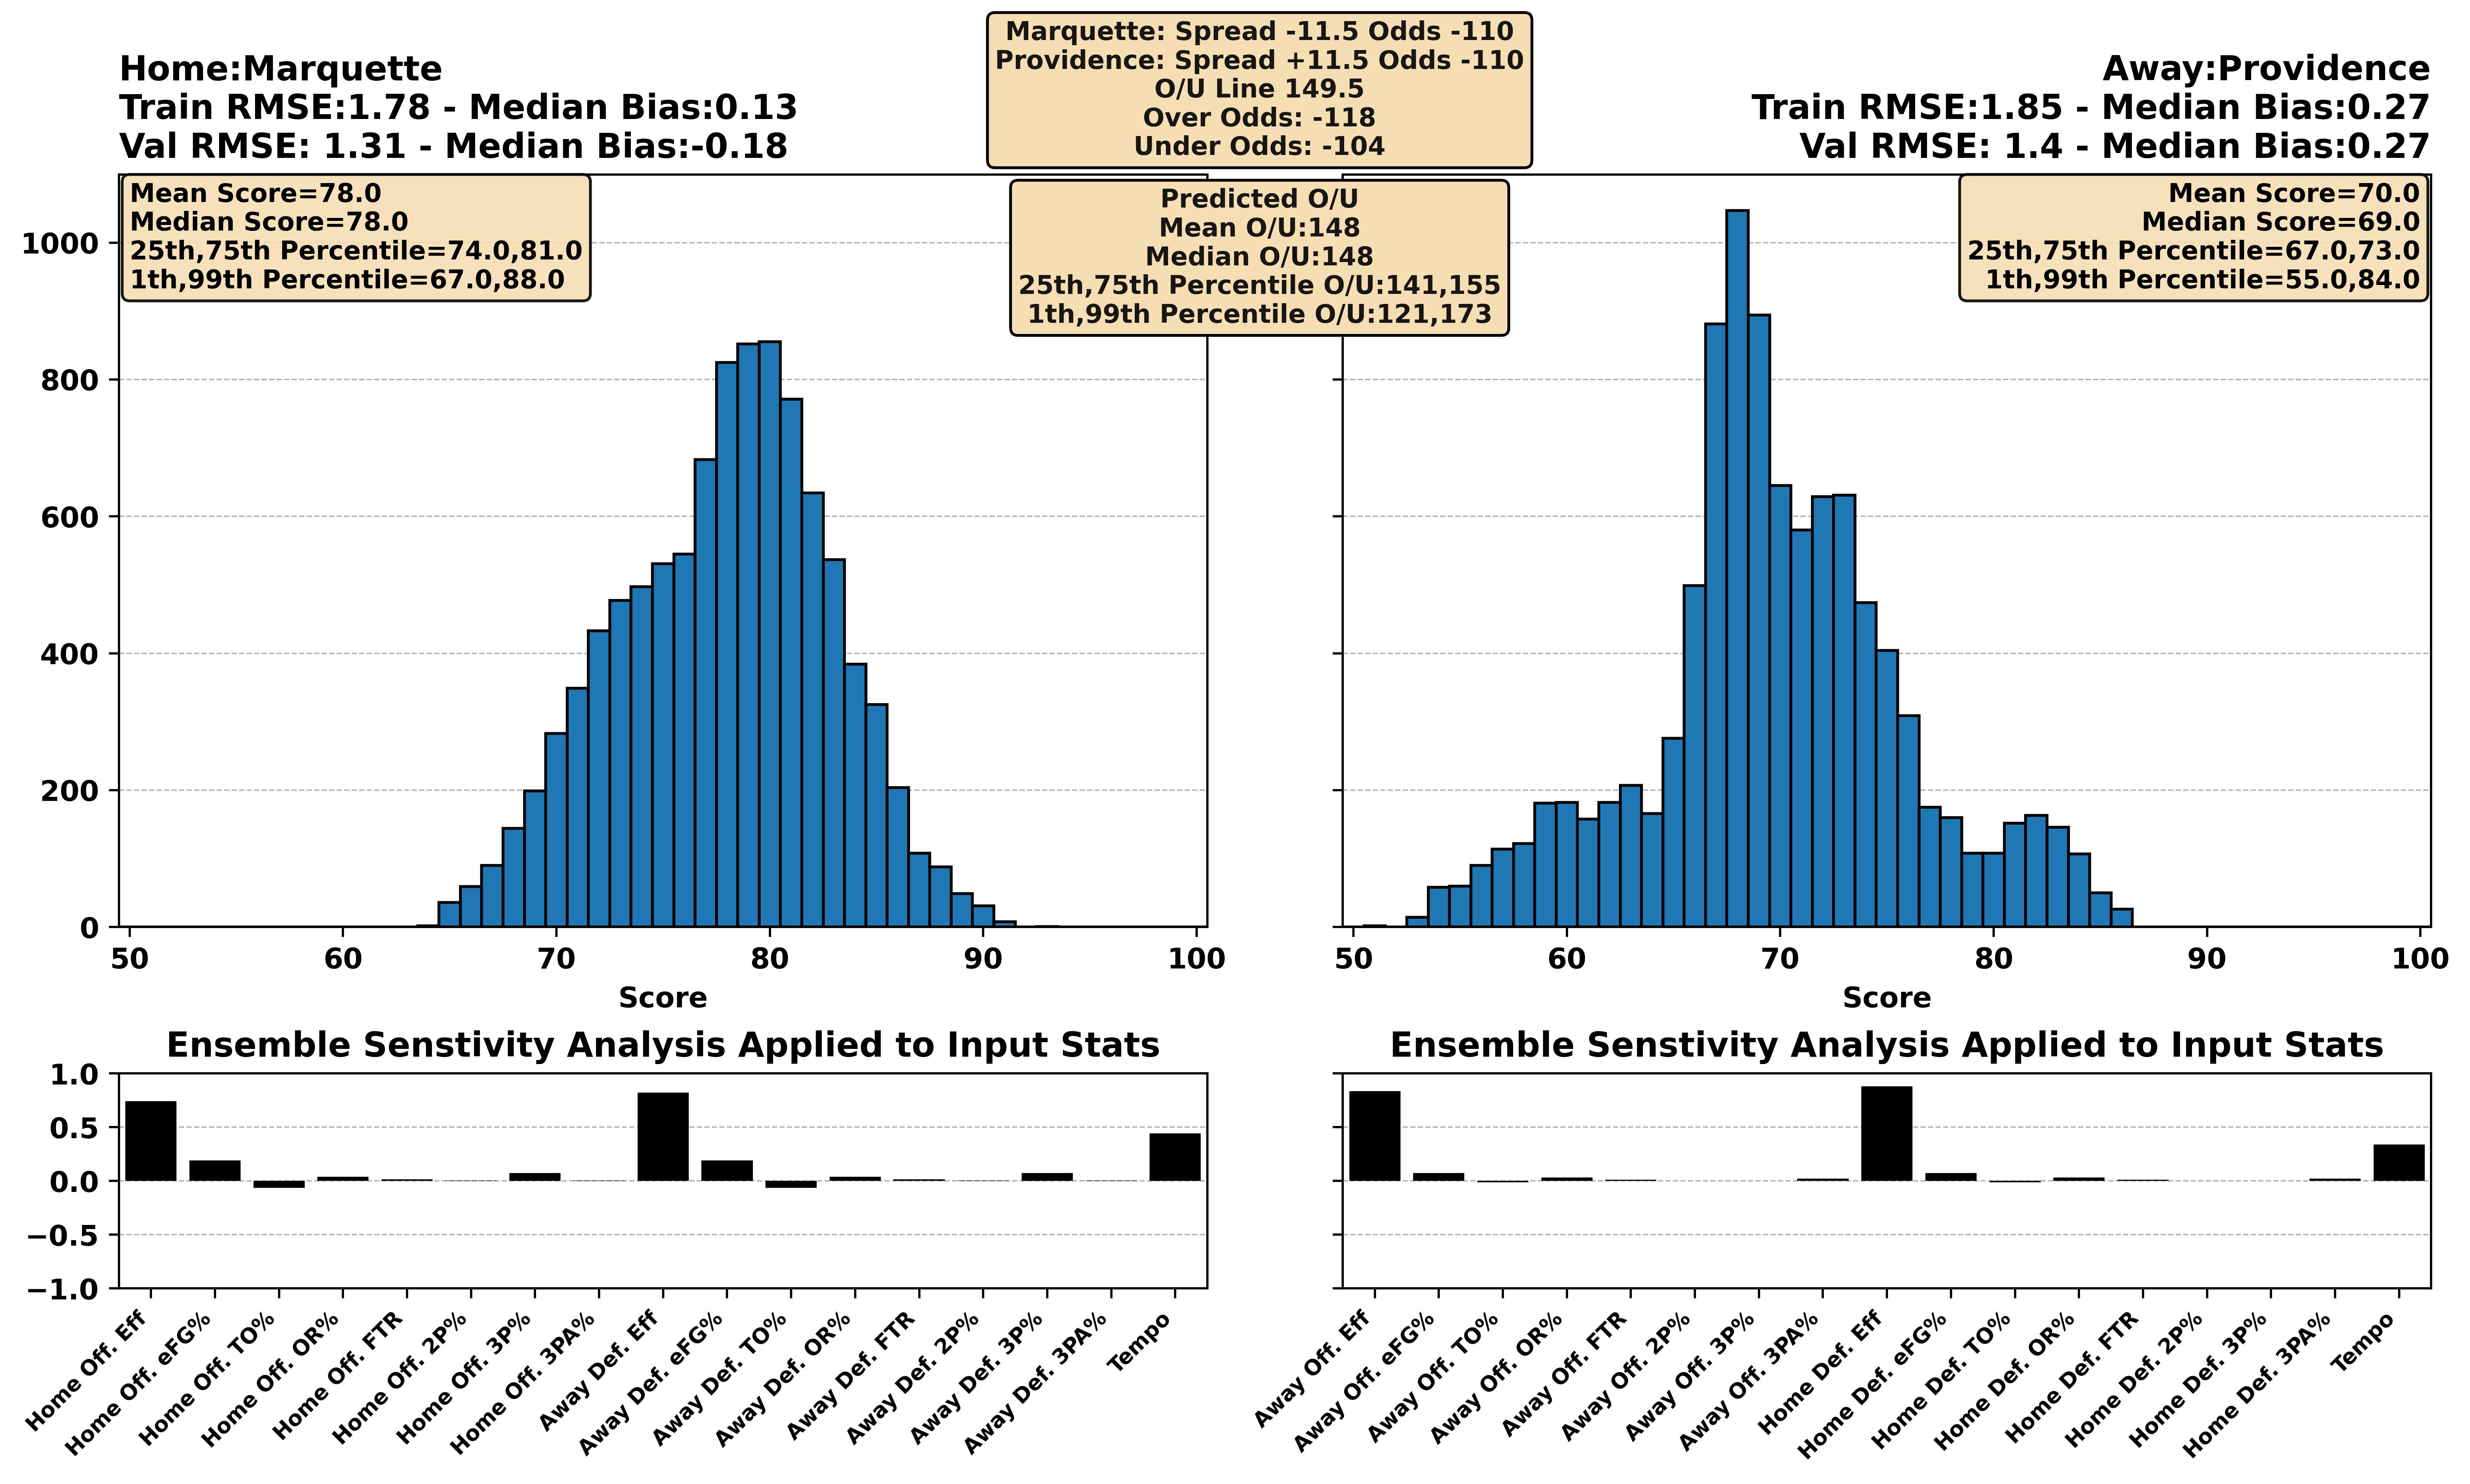 Marquette: Spread -11.5 Odds -110
Providence: Spread +11.5 Odds -110
O/U Line 149.5
Over Odds: -118
Under Odds: -104
Home:Marquette
Train RMSE:1.78 - Median Bias:0.13
Val RMSE: 1.31 - Median Bias:-0.18
Away:Providence
Train RMSE:1.85 - Median Bias:0.27
Val RMSE: 1.4 - Median Bias:0.27
Mean Score=78.0
Median Score=78.0
25th,75th Percentile=74.0,81.0
1th,99th Percentile=67.0,88.0
Predicted O/U
Mean O/U:148
Median O/U:148
25th,75th Percentile O/U:141,155
1th,99th Percentile O/U:121,173
Mean Score=70.0
Median Score=69.0
25th,75th Percentile=67.0,73.0
1th,99th Percentile=55.0,84.0
1000
800
600
400
200
0
50 60 70 80 90 100
Score
50 60 70 80 90 100
Score
Ensemble Senstivity Analysis Applied to Input Stats
1.0
0.5
0.0
−0.5
−1.0
Home Off. Eff
Home Off. eFG%
Home Off. TO%
Home Off. OR%
Home Off. FTR
Home Off. 2P%
Home Off. 3P%
Home Off. 3PA%
Away Def. Eff
Away Def. eFG%
Away Def. TO%
Away Def. OR%
Away Def. FTR
Away Def. 2P%
Away Def. 3P%
Away Def. 3PA%
Tempo
Ensemble Senstivity Analysis Applied to Input Stats
Away Off. Eff
Away Off. eFG%
Away Off. TO%
Away Off. OR%
Away Off. FTR
Away Off. 2P%
Away Off. 3P%
Away Off. 3PA%
Home Def. Eff
Home Def. eFG%
Home Def. TO%
Home Def. OR%
Home Def. FTR
Home Def. 2P%
Home Def. 3P%
Home Def. 3PA%
Tempo